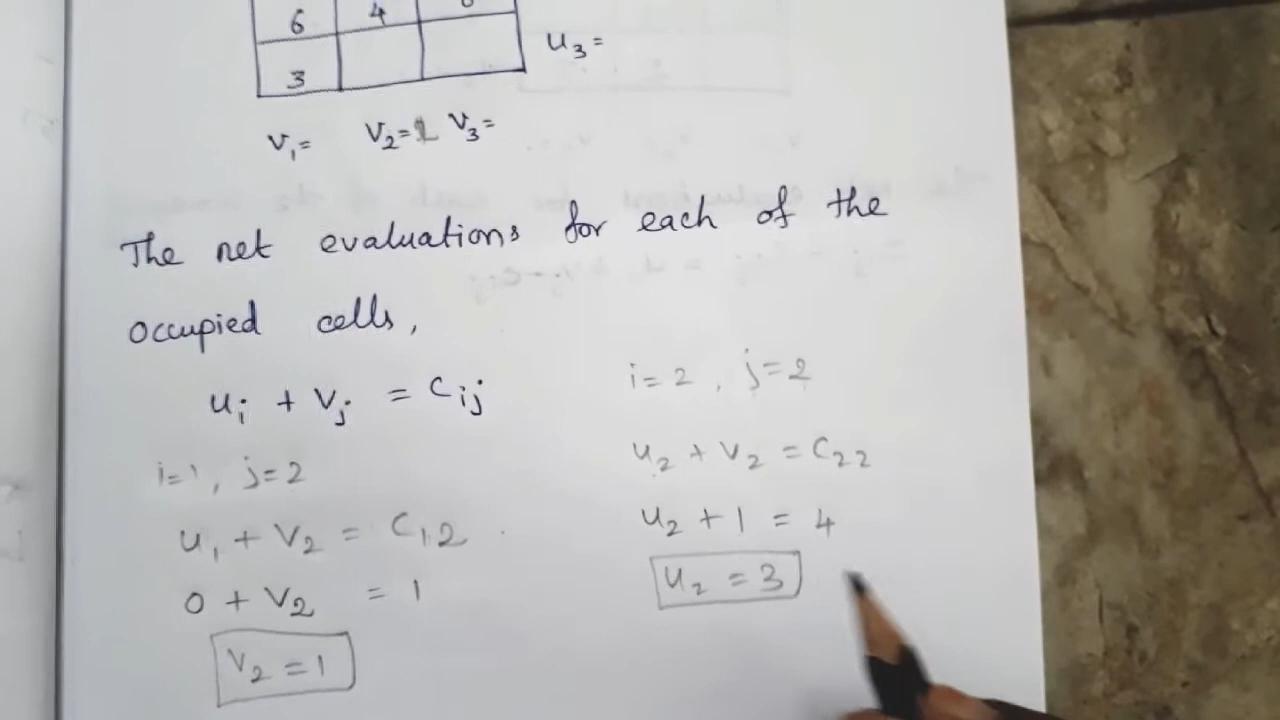 6 4
3
u₃ =
v₁= v₂= v₃=
The net evaluations for each of the
occupied cells,
uᵢ + vⱼ = cᵢⱼ
i=1, j=2
u₁ + v₂ = c₁₂
0 + v₂ = 1
v₂ = 1
i=2, j=2
u₂ + v₂ = c₂₂
u₂ + 1 = 4
u₂ = 3